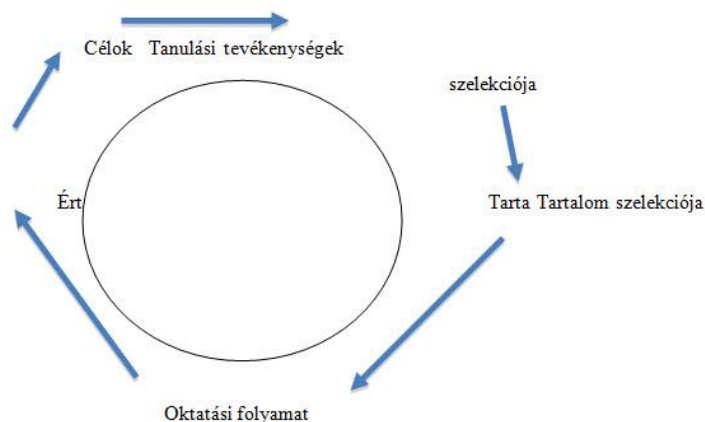 Célok Tanulási tevékenységek
szelekciója
Ért
Tarta Tartalom szelekciója
Oktatási folyamat